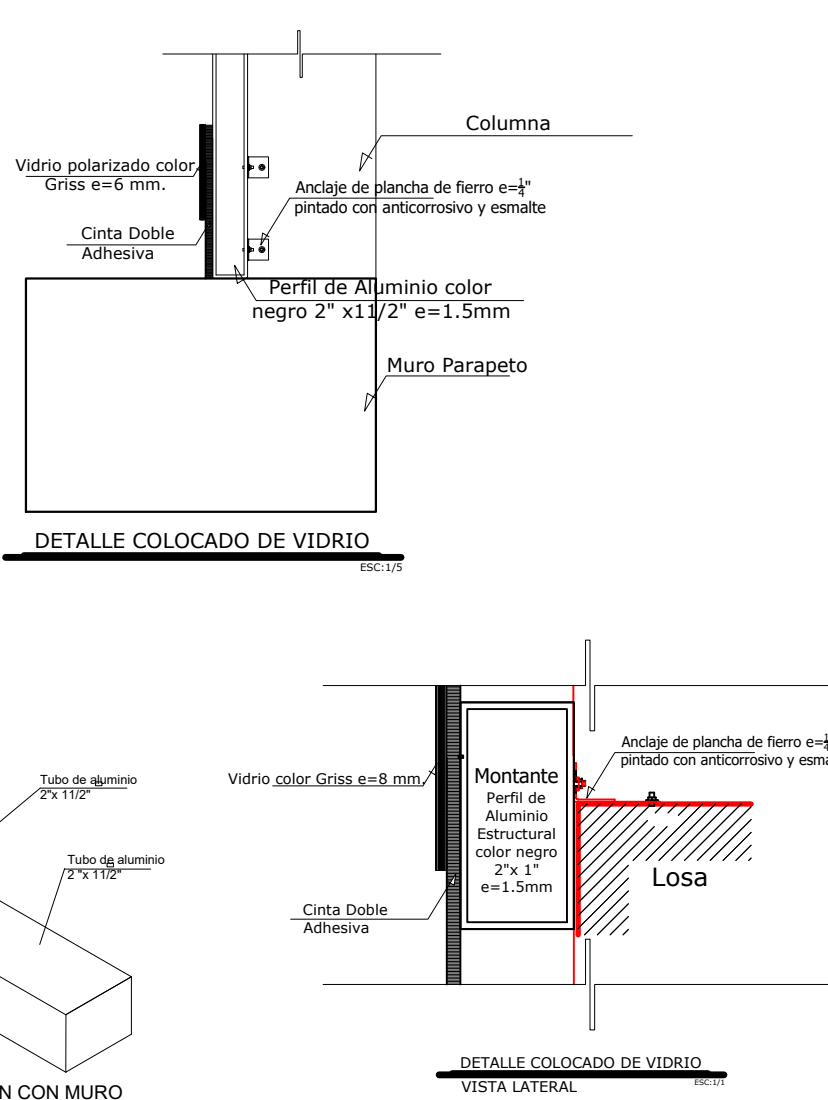 Columna
Vidrio polarizado color
Griss e=6 mm.
Anclaje de plancha de fierro e=1/4"
pintado con anticorrosivo y esmalte
Cinta Doble
Adhesiva
Perfil de Aluminio color
negro 2" x11/2" e=1.5mm
Muro Parapeto
DETALLE COLOCADO DE VIDRIO
ESC:1/5
Tubo de aluminio
2"x 11/2"
Tubo de aluminio
2 "x 11/2"
N CON MURO
Anclaje de plancha de fierro e=1/4
pintado con anticorrosivo y esma
Vidrio color Griss e=8 mm.
Montante
Perfil de
Aluminio
Estructural
color negro
2"x 1"
e=1.5mm
Losa
Cinta Doble
Adhesiva
DETALLE COLOCADO DE VIDRIO
VISTA LATERAL
ESC:1/1